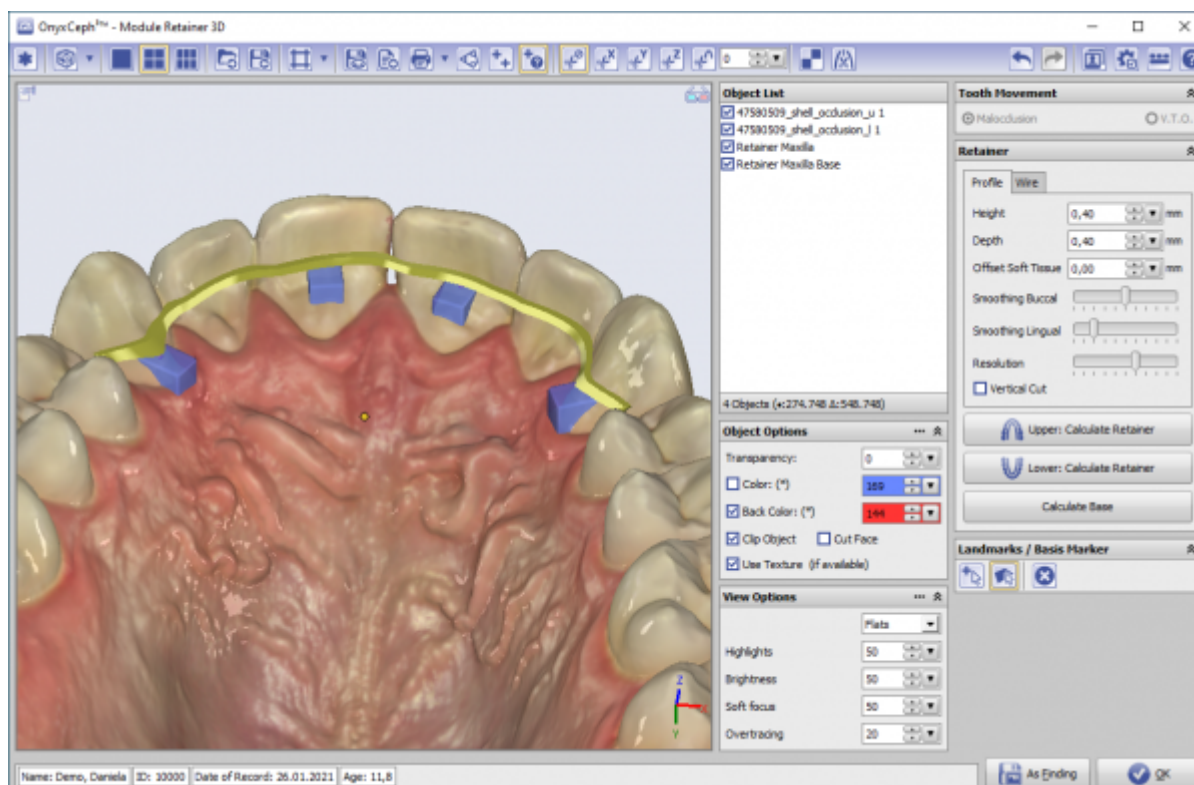 OnyxCeph³™ - Module Retainer 3D
0
Object List
47580509_shell_occlusion_u 1
47580509_shell_occlusion_l 1
Retainer Maxilla
Retainer Maxilla Base
4 Objects (+:274.748 Δ:548.748)
Object Options
Transparency: 0
Color: (*) 169
Back Color: (*) 144
Clip Object Cut Face
Use Texture (if available)
View Options
Flats
Highlights 50
Brightness 50
Soft focus 50
Overtracing 20
Tooth Movement
Malocclusion V.T.O.
Retainer
Profile Wire
Height 0,40 mm
Depth 0,40 mm
Offset Soft Tissue 0,00 mm
Smoothing Buccal
Smoothing Lingual
Resolution
Vertical Cut
Upper: Calculate Retainer
Lower: Calculate Retainer
Calculate Base
Landmarks / Basis Marker
Z
Y
Name: Demo, Daniela ID: 10000 Date of Record: 26.01.2021 Age: 11,8
As Finding OK